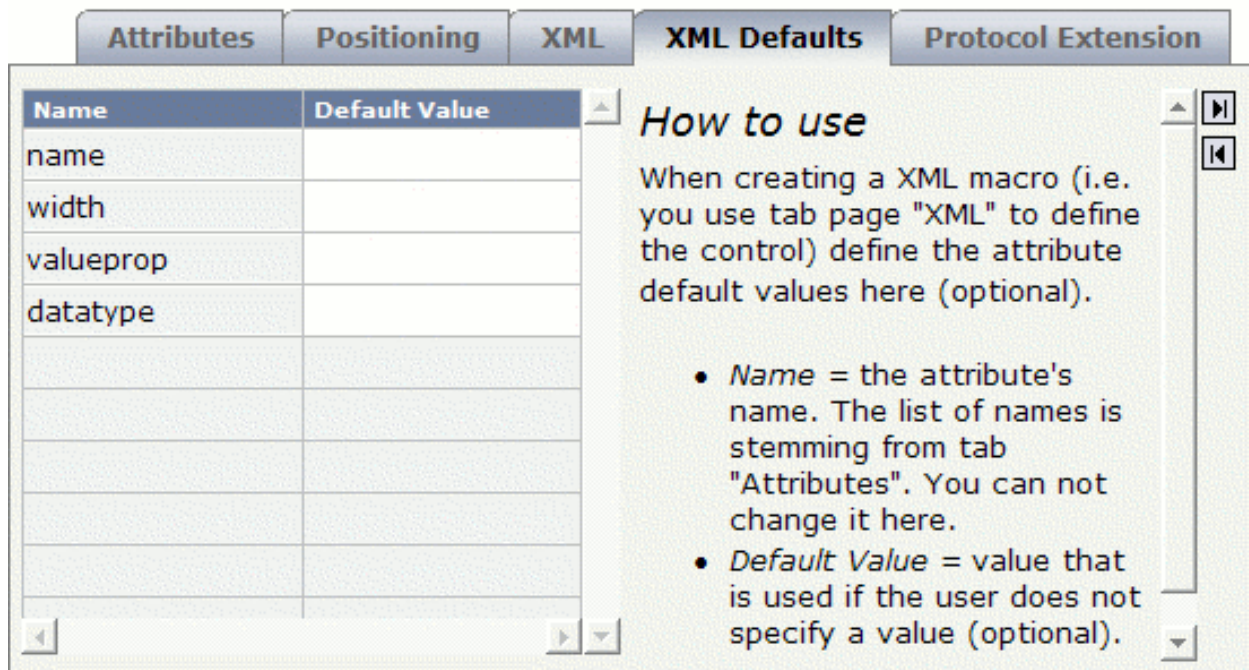 Attributes Positioning XML XML Defaults Protocol Extension
Name Default Value
name
width
valueprop
datatype
How to use
When creating a XML macro (i.e.
you use tab page "XML" to define
the control) define the attribute
default values here (optional).
• Name = the attribute's
name. The list of names is
stemming from tab
"Attributes". You can not
change it here.
• Default Value = value that
is used if the user does not
specify a value (optional).